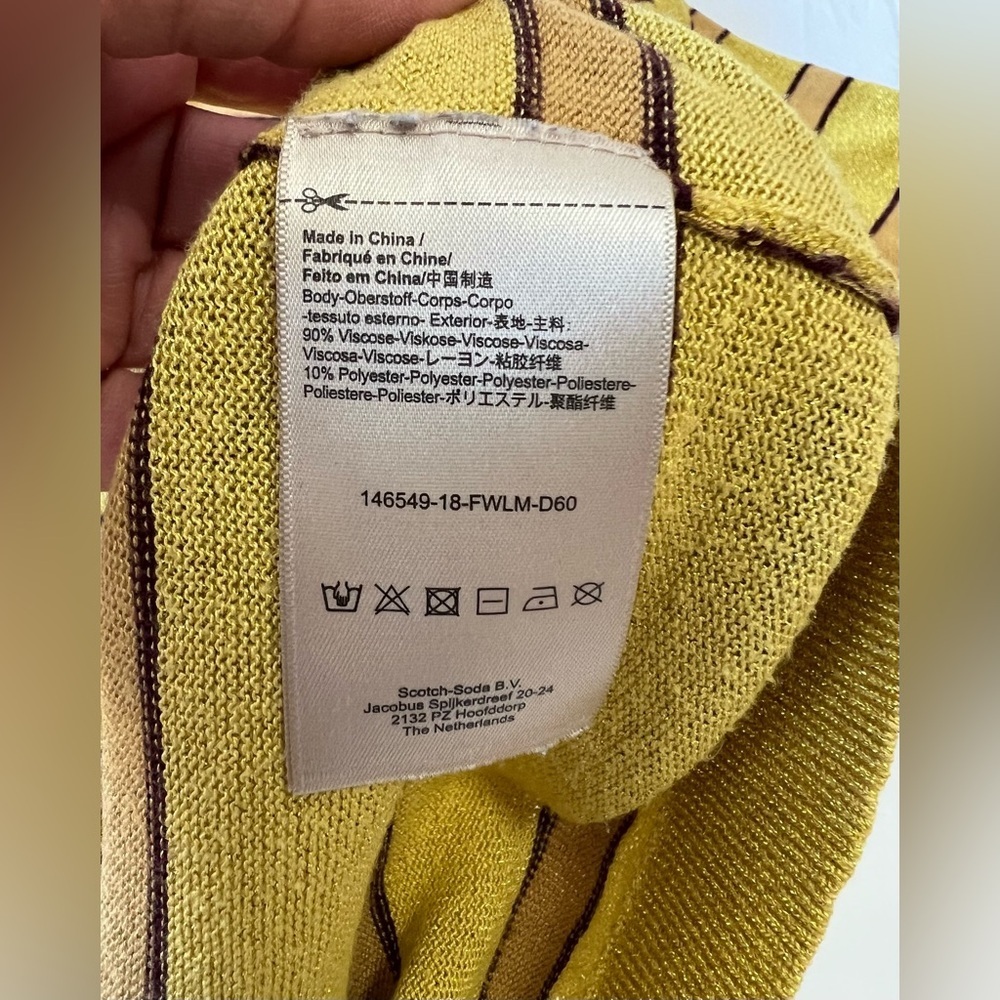 Made in China /
Fabriqué en Chine/
Feito em China/中国制造
Body-Oberstoff-Corps-Corpo
-tessuto esterno- Exterior-表地-主料:
90% Viscose-Viskose-Viscose-Viscosa-
Viscosa-Viscose-レーヨン-粘胶纤维
10% Polyester-Polyester-Polyester-Poliestere-
Poliestere-Poliester-ポリエステル-聚酯纤维
146549-18-FWLM-D60
Scotch-Soda B.V.
Jacobus Spijkerdreef 20-24
2132 PZ Hoofddorp
The Netherlands